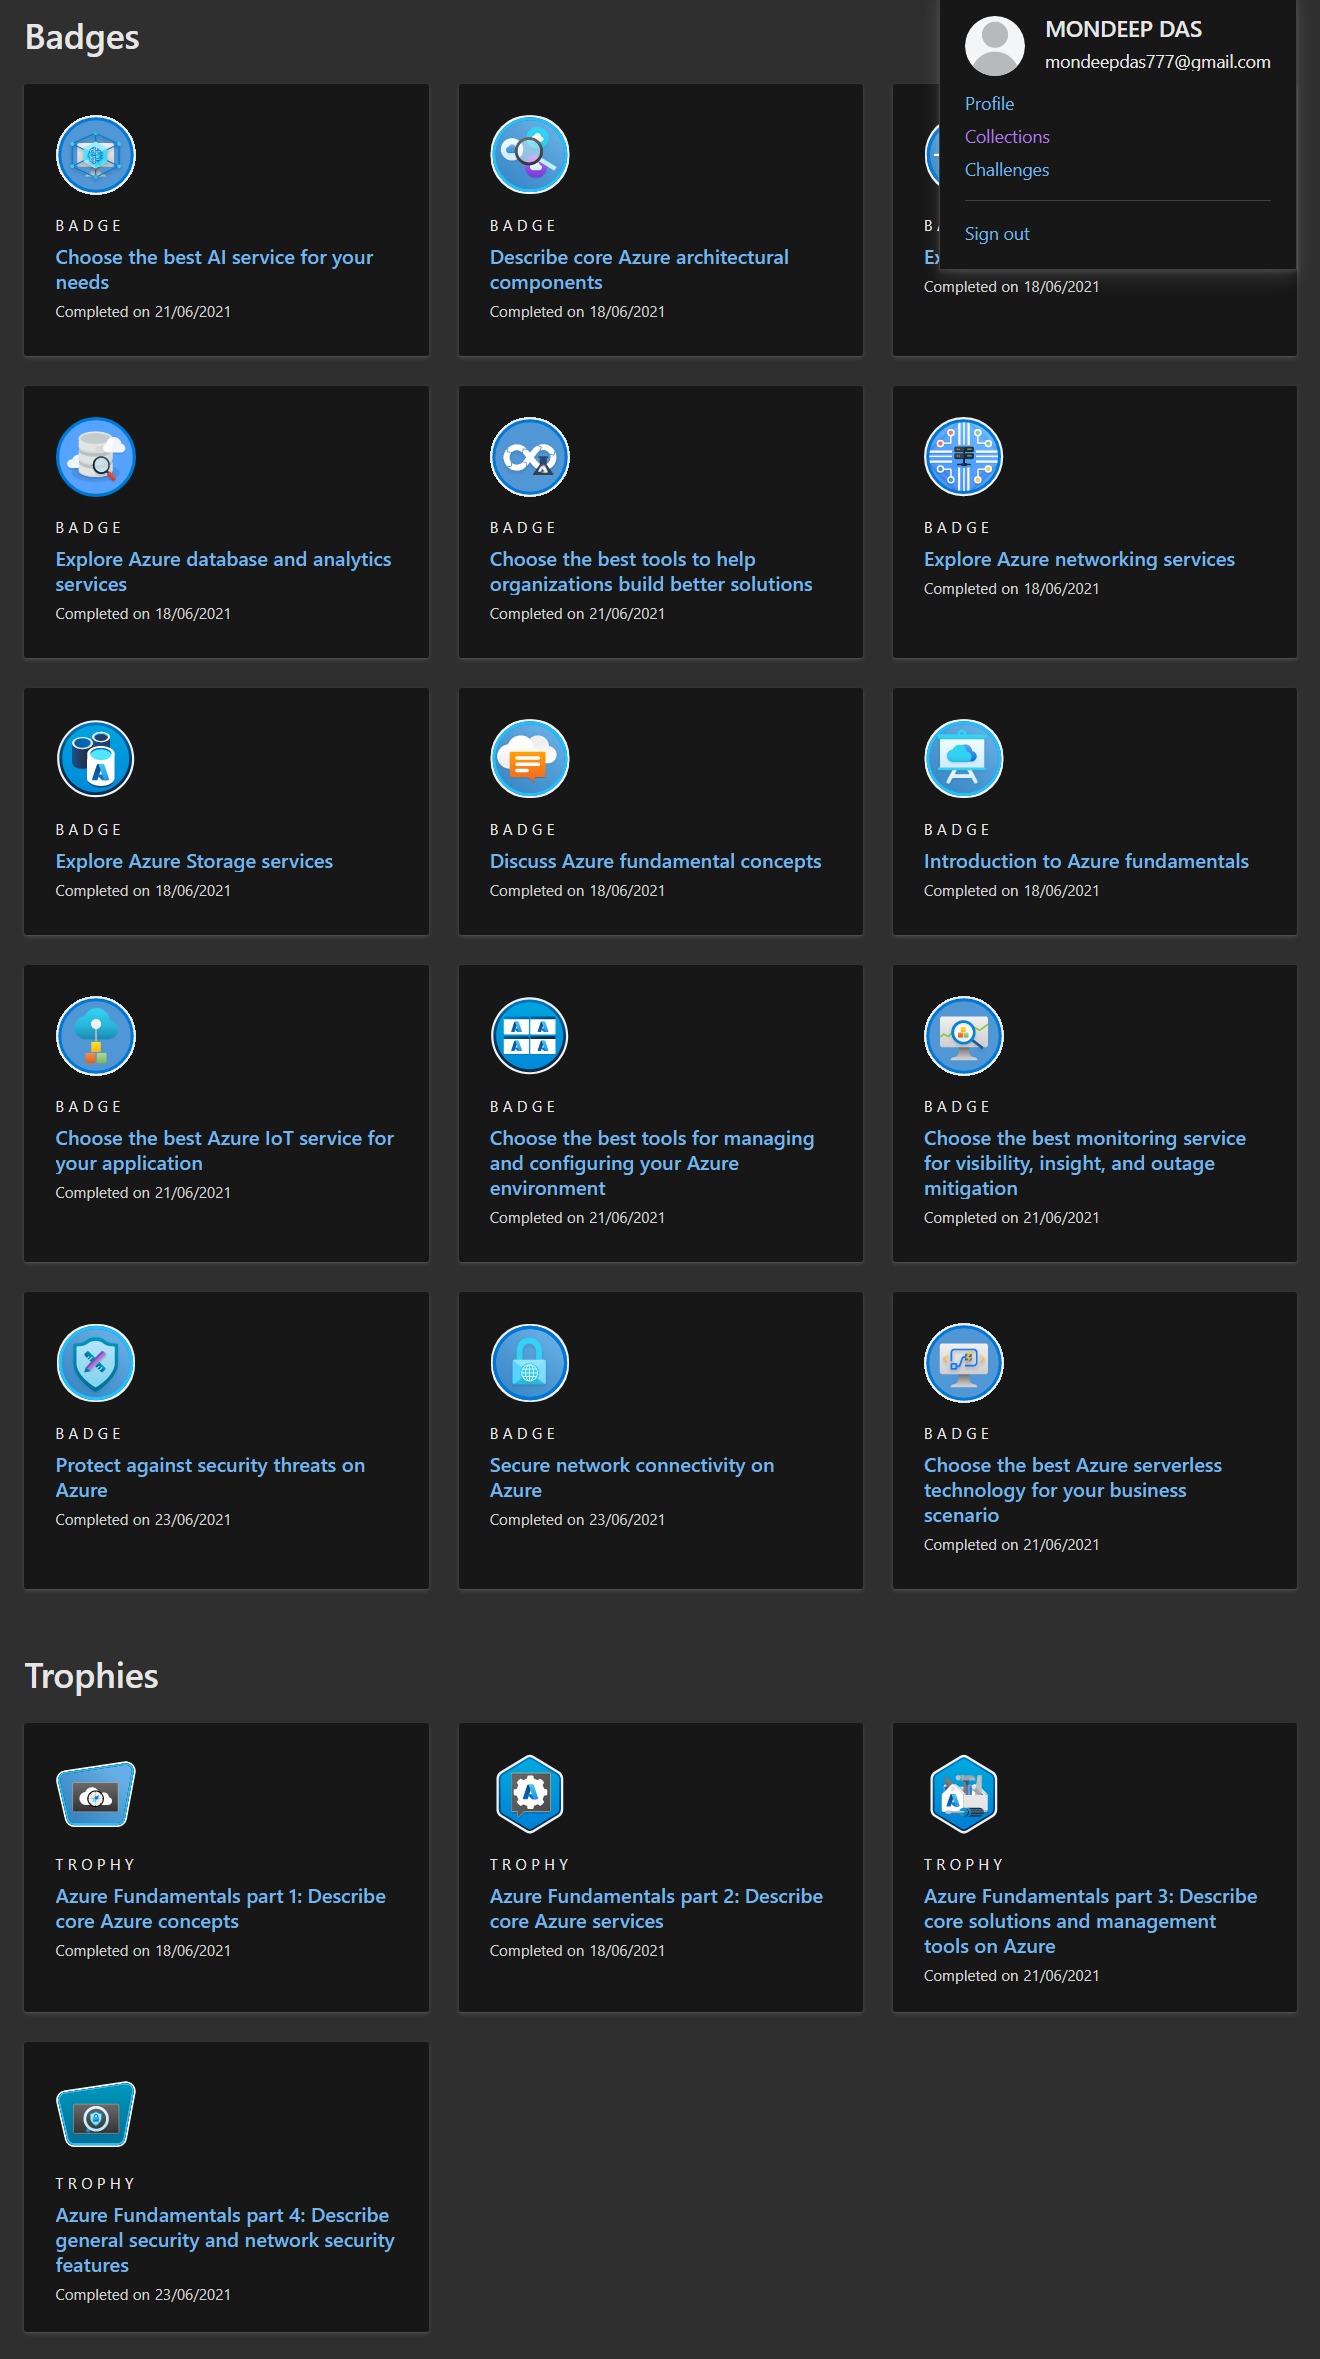 Badges
MONDEEP DAS
mondeepdas777@gmail.com
Profile
Collections
Challenges
Sign out
BADGE
Choose the best AI service for your
needs
Completed on 21/06/2021
BADGE
Describe core Azure architectural
components
Completed on 18/06/2021
Completed on 18/06/2021
BADGE
Explore Azure database and analytics
services
Completed on 18/06/2021
BADGE
Choose the best tools to help
organizations build better solutions
Completed on 21/06/2021
BADGE
Explore Azure networking services
Completed on 18/06/2021
BADGE
Explore Azure Storage services
Completed on 18/06/2021
BADGE
Discuss Azure fundamental concepts
Completed on 18/06/2021
BADGE
Introduction to Azure fundamentals
Completed on 18/06/2021
BADGE
Choose the best Azure IoT service for
your application
Completed on 21/06/2021
BADGE
Choose the best tools for managing
and configuring your Azure
environment
Completed on 21/06/2021
BADGE
Choose the best monitoring service
for visibility, insight, and outage
mitigation
Completed on 21/06/2021
BADGE
Protect against security threats on
Azure
Completed on 23/06/2021
BADGE
Secure network connectivity on
Azure
Completed on 23/06/2021
BADGE
Choose the best Azure serverless
technology for your business
scenario
Completed on 21/06/2021
Trophies
TROPHY
Azure Fundamentals part 1: Describe
core Azure concepts
Completed on 18/06/2021
TROPHY
Azure Fundamentals part 2: Describe
core Azure services
Completed on 18/06/2021
TROPHY
Azure Fundamentals part 3: Describe
core solutions and management
tools on Azure
Completed on 21/06/2021
TROPHY
Azure Fundamentals part 4: Describe
general security and network security
features
Completed on 23/06/2021